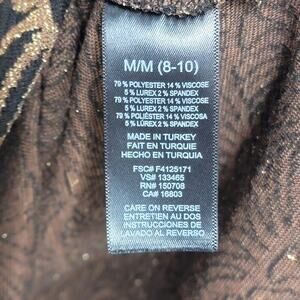 M/M (8-10)
79 % POLYESTER 14 % VISCOSE
5 % LUREX 2 % SPANDEX
79 % POLYESTER 14 % VISCOSE
5 % LUREX 2 % SPANDEX
79 % POLIÉSTER 14 % VISCOSA
5 % LÚREX 2 % SPANDEX
MADE IN TURKEY
FAIT EN TURQUIE
HECHO EN TURQUIA
FSC# F4125171
VS# 133465
RN# 150708
CA# 16803
CARE ON REVERSE
ENTRETIEN AU DOS
INSTRUCCIONES DE
LAVADO AL REVERSO